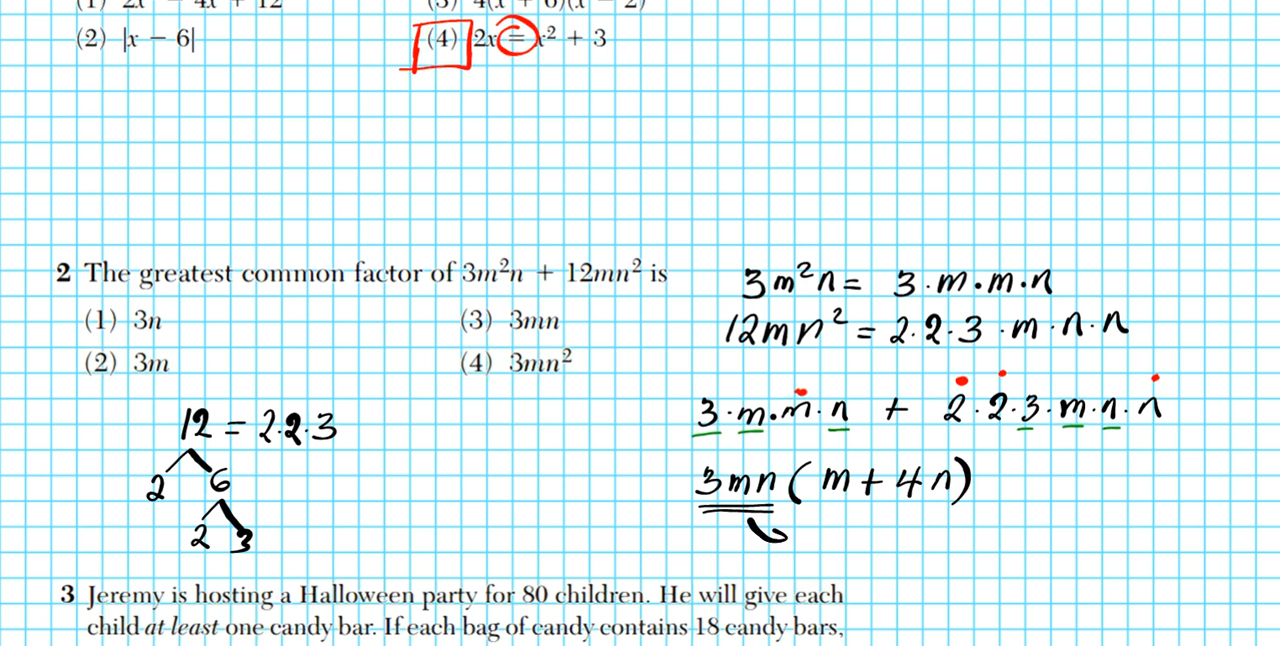 (2) |x − 6|
(4) 2x = x² + 3
2 The greatest common factor of 3m²n + 12mn² is
(1) 3n
(3) 3mn
(2) 3m
(4) 3mn²
3m²n = 3·m·m·n
12mn² = 2·2·3·m·n·n
3·m·m·n + 2·2·3·m·n·n
3mn(m+4n)
12 = 2·2·3
2 6
2 3
3 Jeremy is hosting a Halloween party for 80 children. He will give each
child at least one candy bar. If each bag of candy contains 18 candy bars,